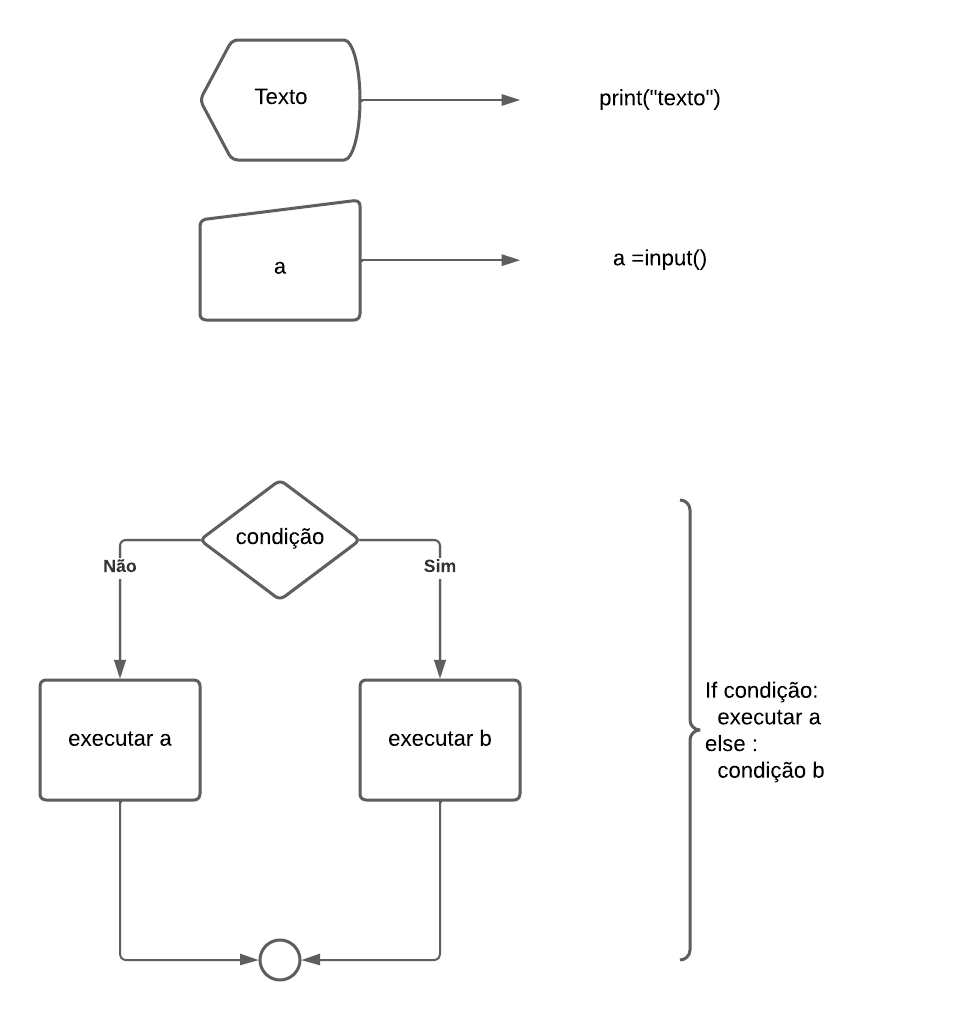 Texto
print("texto")
a
a =input()
condição
Não
Sim
executar a
executar b
If condição:
executar a
else :
condição b